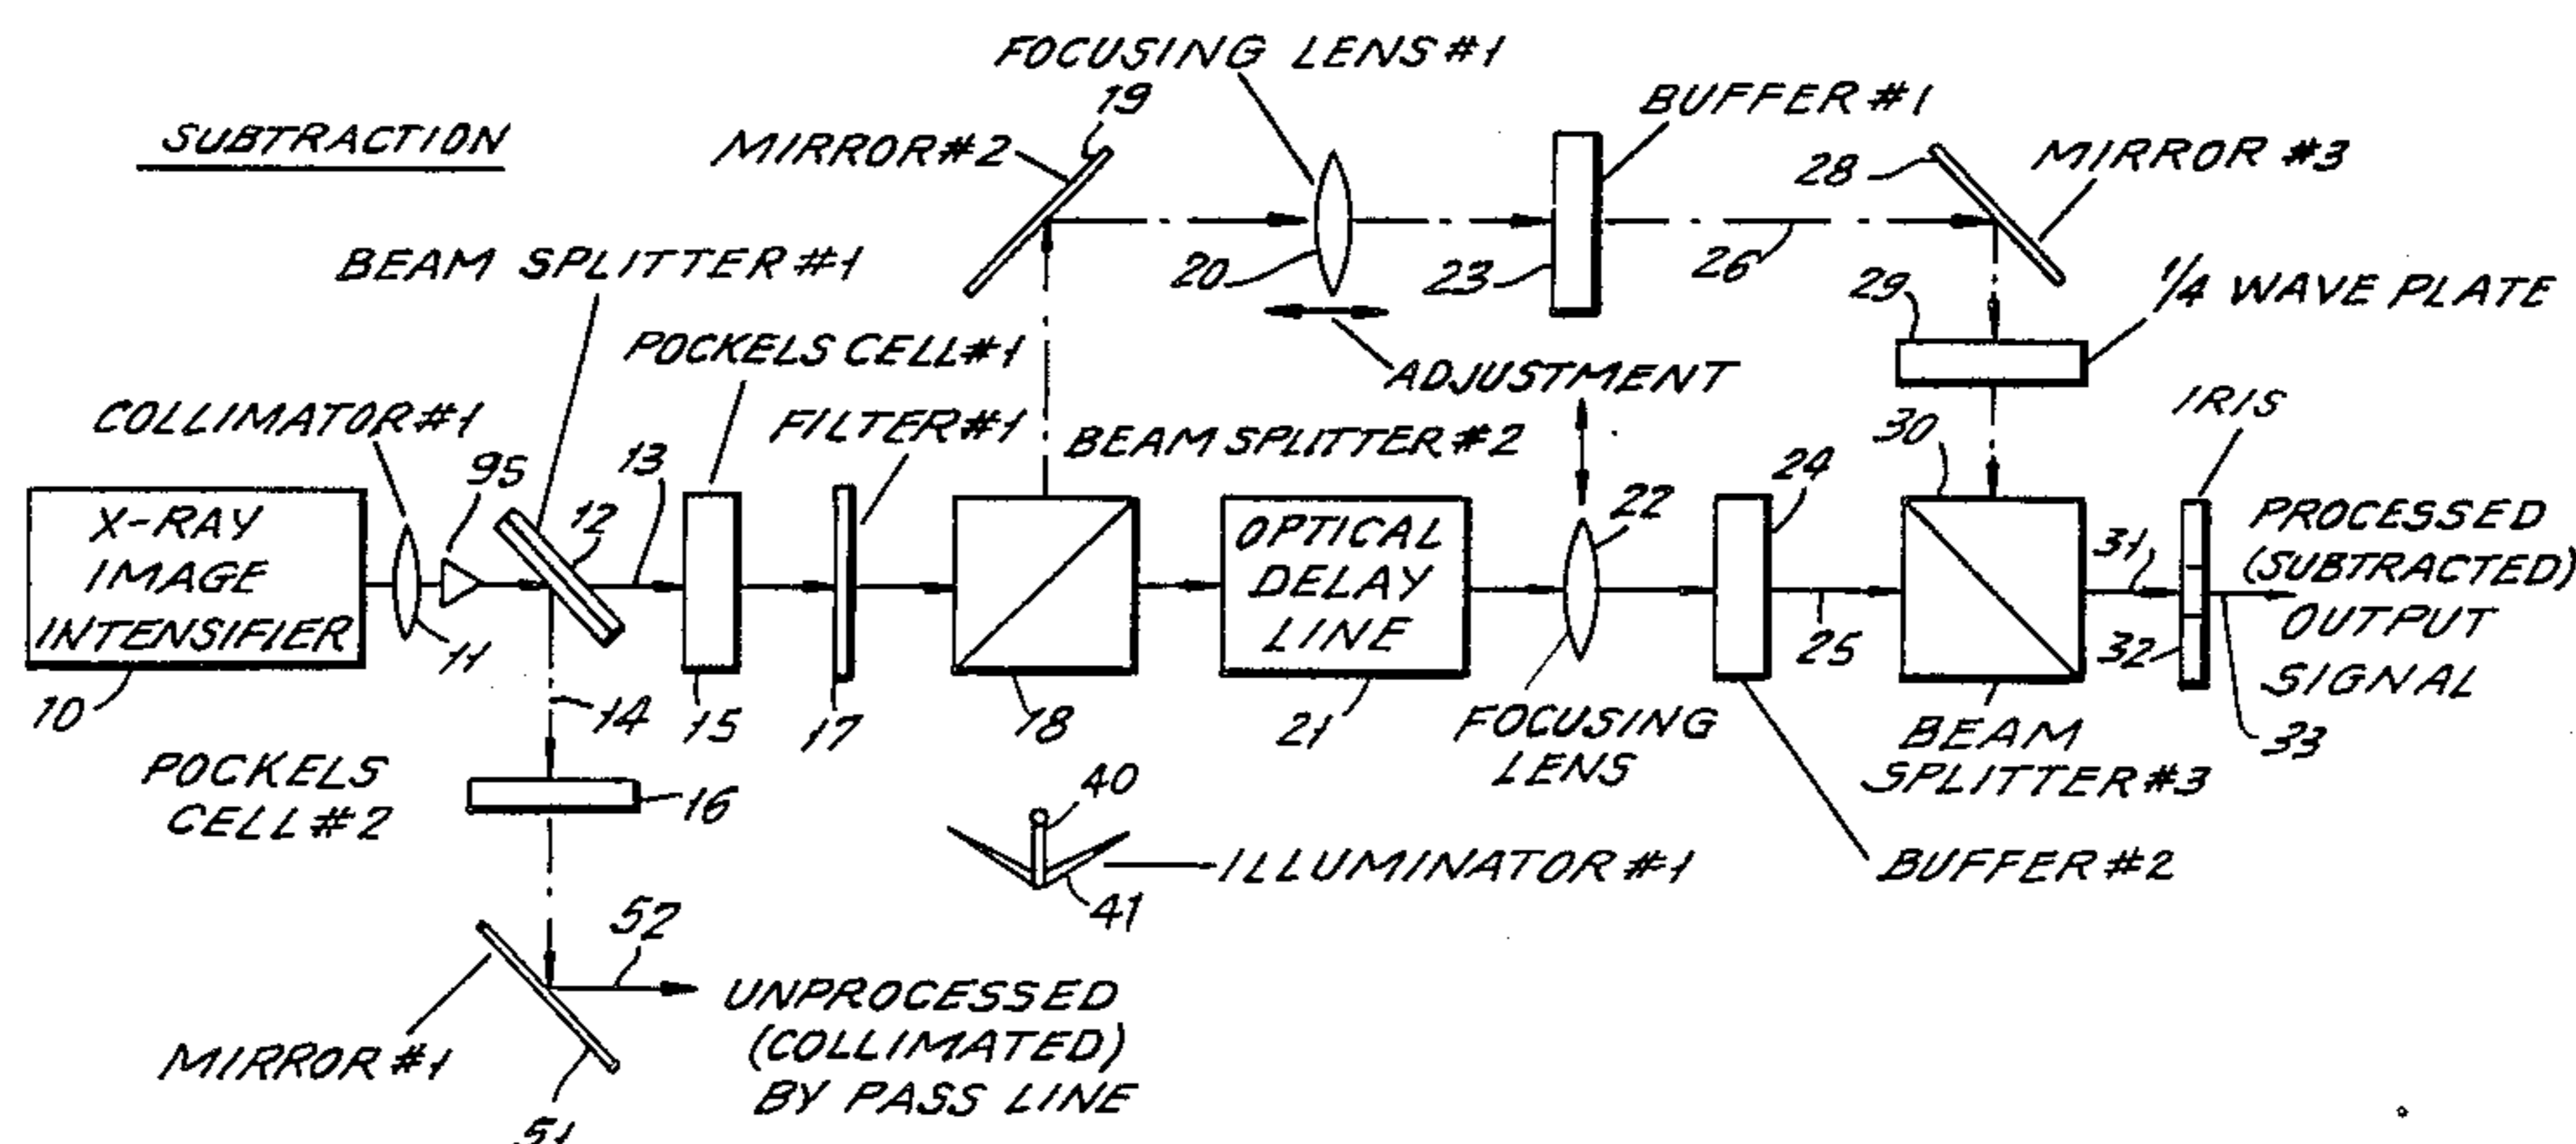 SUBTRACTION
FOCUSING LENS #1
19
MIRROR #2
BUFFER #1
28
MIRROR #3
BEAM SPLITTER #1
20
23
26
29
1/4 WAVE PLATE
POCKELS CELL #1
ADJUSTMENT
COLLIMATOR #1
95
FILTER #1
BEAM SPLITTER #2
30
IRIS
X-RAY
IMAGE
INTENSIFIER
10
11
12
13
14
15
17
18
OPTICAL
DELAY
LINE
21
22
24
25
31
32
PROCESSED
(SUBTRACTED)
OUTPUT
SIGNAL
33
FOCUSING
LENS
BEAM
SPLITTER #3
POCKELS
CELL #2
16
40
ILLUMINATOR #1
41
BUFFER #2
52
UNPROCESSED
(COLLIMATED)
BY PASS LINE
MIRROR #1
51